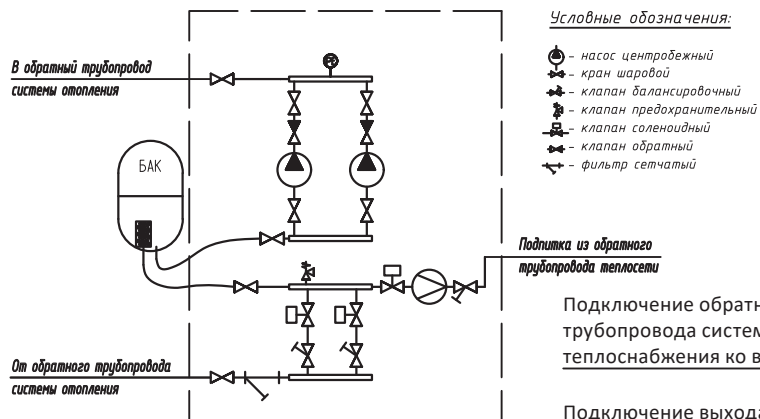 Условные обозначения:
- насос центробежный
- кран шаровой
- клапан балансировочный
- клапан предохранительный
- клапан соленоидный
- клапан обратный
- фильтр сетчатый
В обратный трубопровод
системы отопления
БАК
Подпитка из обратного
трубопровода теплосети
От обратного трубопровода
системы отопления
Подключение обратн
трубопровода систем
теплоснабжения ко в
Подключение выхода